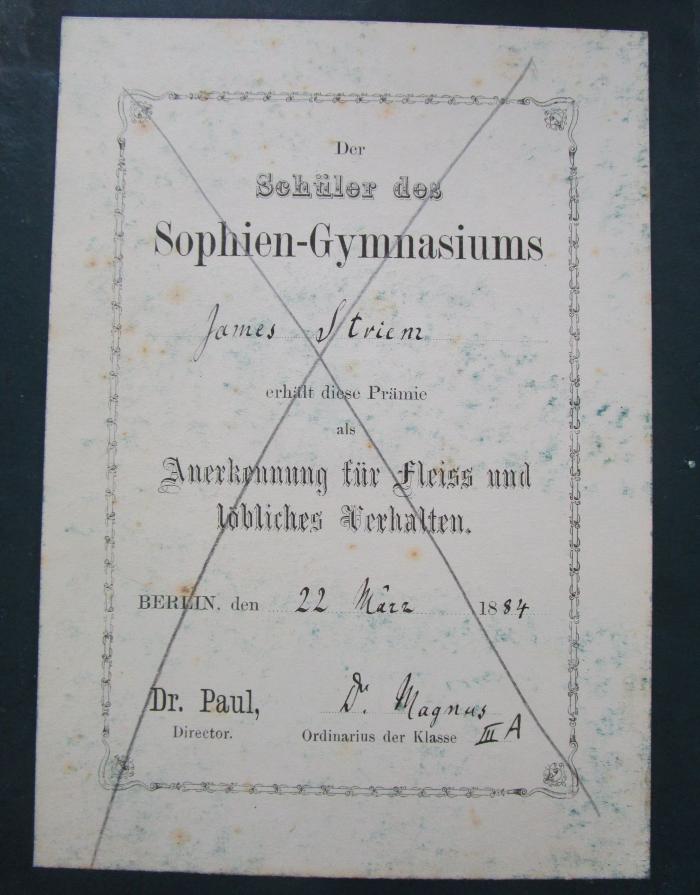 Der
Schüler des
Sophien-Gymnasiums
James Striem
erhält diese Prämie
als
Anerkennung für Fleiss und
löbliches Verhalten.
BERLIN, den 22 März 1884
Dr. Paul, Dr. Magnus
Director. Ordinarius der Klasse III A